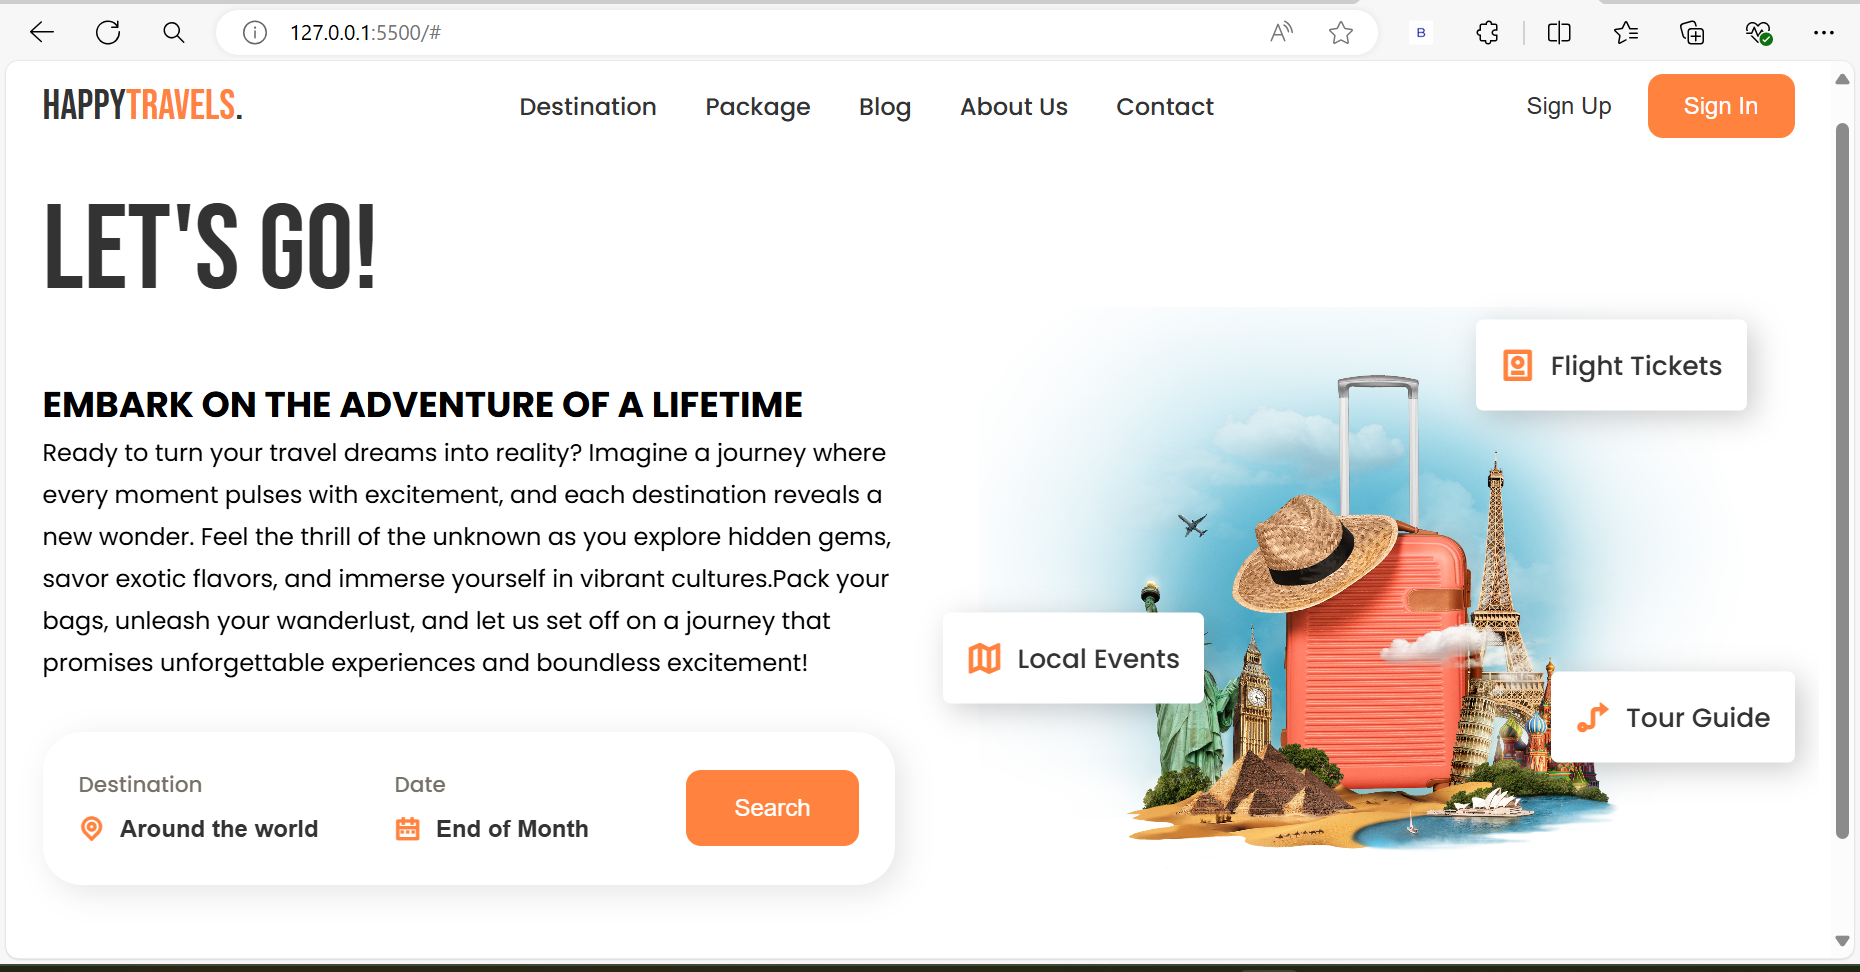 127.0.0.1:5500/#
B
HAPPYTRAVELS.
Destination Package Blog About Us Contact
Sign Up Sign In
LET'S GO!
Flight Tickets
EMBARK ON THE ADVENTURE OF A LIFETIME
Ready to turn your travel dreams into reality? Imagine a journey where
every moment pulses with excitement, and each destination reveals a
new wonder. Feel the thrill of the unknown as you explore hidden gems,
savor exotic flavors, and immerse yourself in vibrant cultures.Pack your
bags, unleash your wanderlust, and let us set off on a journey that
promises unforgettable experiences and boundless excitement!
Local Events
Tour Guide
Destination Date
Around the world End of Month
Search